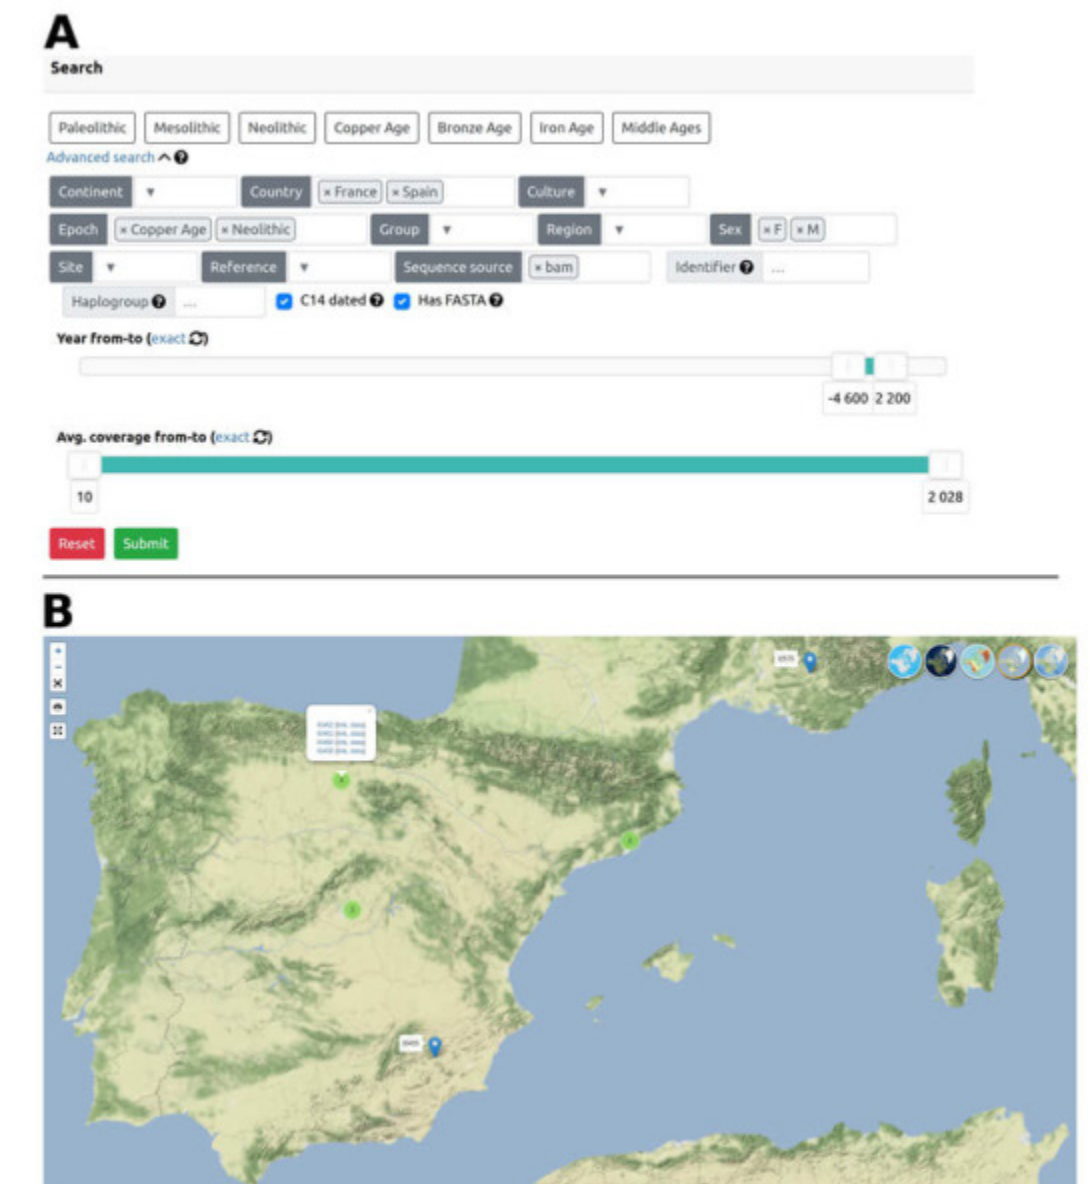 A
Search
Paleolithic Mesolithic Neolithic Copper Age Bronze Age Iron Age Middle Ages
Advanced search
Continent Country × France × Spain Culture
Epoch × Copper Age × Neolithic Group Region Sex × F × M
Site Reference Sequence source × bam Identifier ...
Haplogroup ... C14 dated Has FASTA
Year from-to (exact)
-4 600 2 200
Avg. coverage from-to (exact)
10 2 028
Reset Submit
B